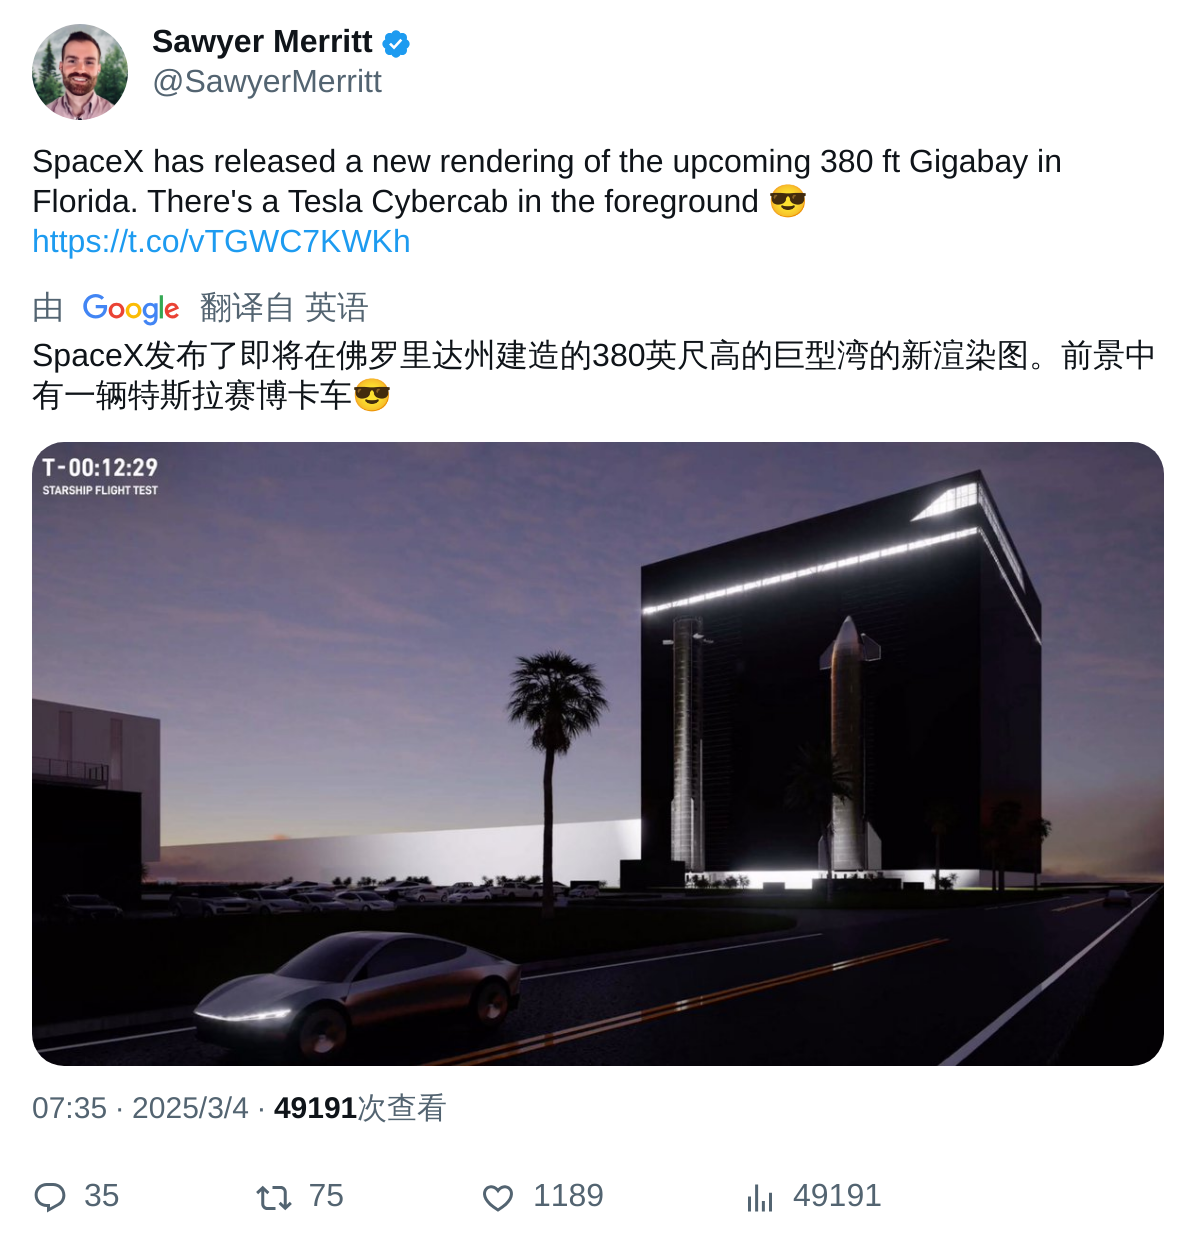 Sawyer Merritt
@SawyerMerritt
SpaceX has released a new rendering of the upcoming 380 ft Gigabay in
Florida. There's a Tesla Cybercab in the foreground 😎
https://t.co/vTGWC7KWKh
由 Google 翻译自 英语
SpaceX发布了即将在佛罗里达州建造的380英尺高的巨型湾的新渲染图。前景中
有一辆特斯拉赛博卡车😎
T-00:12:29
STARSHIP FLIGHT TEST
07:35 · 2025/3/4 · 49191次查看
35 75 1189 49191